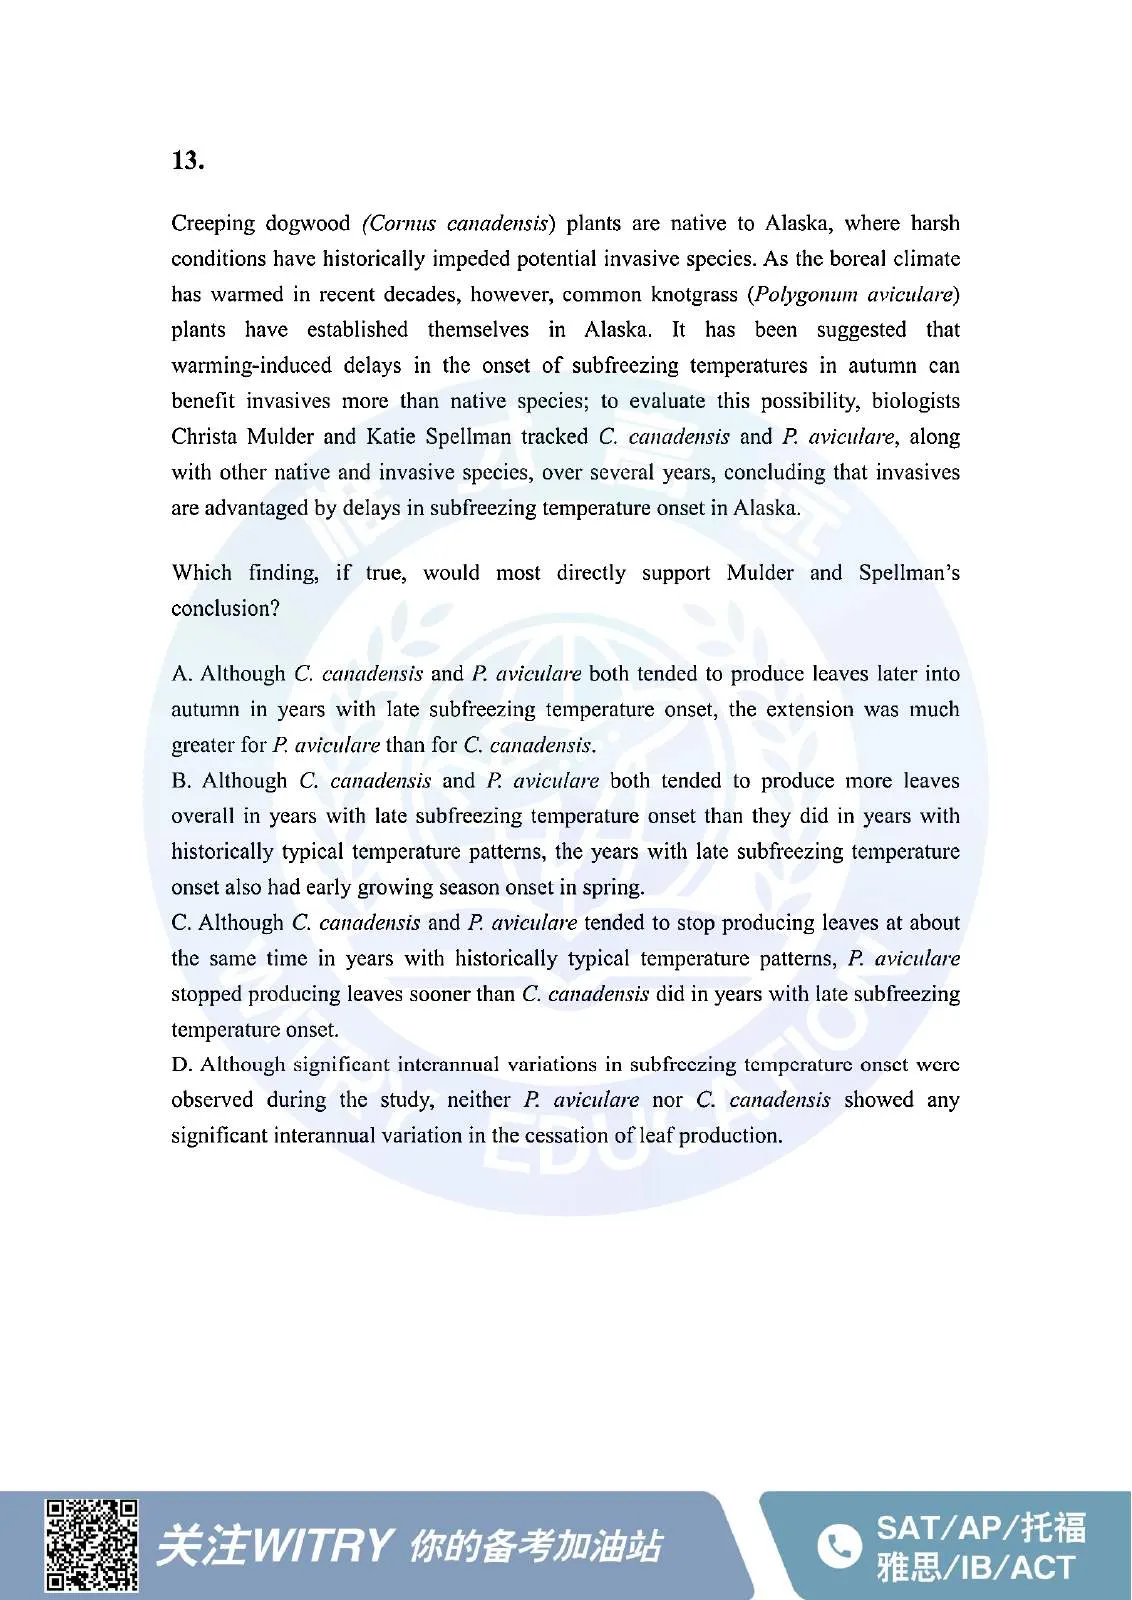 13.
Creeping dogwood (Cornus canadensis) plants are native to Alaska, where harsh
conditions have historically impeded potential invasive species. As the boreal climate
has warmed in recent decades, however, common knotgrass (Polygonum aviculare)
plants have established themselves in Alaska. It has been suggested that
warming-induced delays in the onset of subfreezing temperatures in autumn can
benefit invasives more than native species; to evaluate this possibility, biologists
Christa Mulder and Katie Spellman tracked C. canadensis and P. aviculare, along
with other native and invasive species, over several years, concluding that invasives
are advantaged by delays in subfreezing temperature onset in Alaska.
Which finding, if true, would most directly support Mulder and Spellman's
conclusion?
A. Although C. canadensis and P. aviculare both tended to produce leaves later into
autumn in years with late subfreezing temperature onset, the extension was much
greater for P. aviculare than for C. canadensis.
B. Although C. canadensis and P. aviculare both tended to produce more leaves
overall in years with late subfreezing temperature onset than they did in years with
historically typical temperature patterns, the years with late subfreezing temperature
onset also had early growing season onset in spring.
C. Although C. canadensis and P. aviculare tended to stop producing leaves at about
the same time in years with historically typical temperature patterns, P. aviculare
stopped producing leaves sooner than C. canadensis did in years with late subfreezing
temperature onset.
D. Although significant interannual variations in subfreezing temperature onset were
observed during the study, neither P. aviculare nor C. canadensis showed any
significant interannual variation in the cessation of leaf production.
WITRY EDUCATION
关注WITRY 你的备考加油站
SAT/AP/托福
雅思/IB/ACT